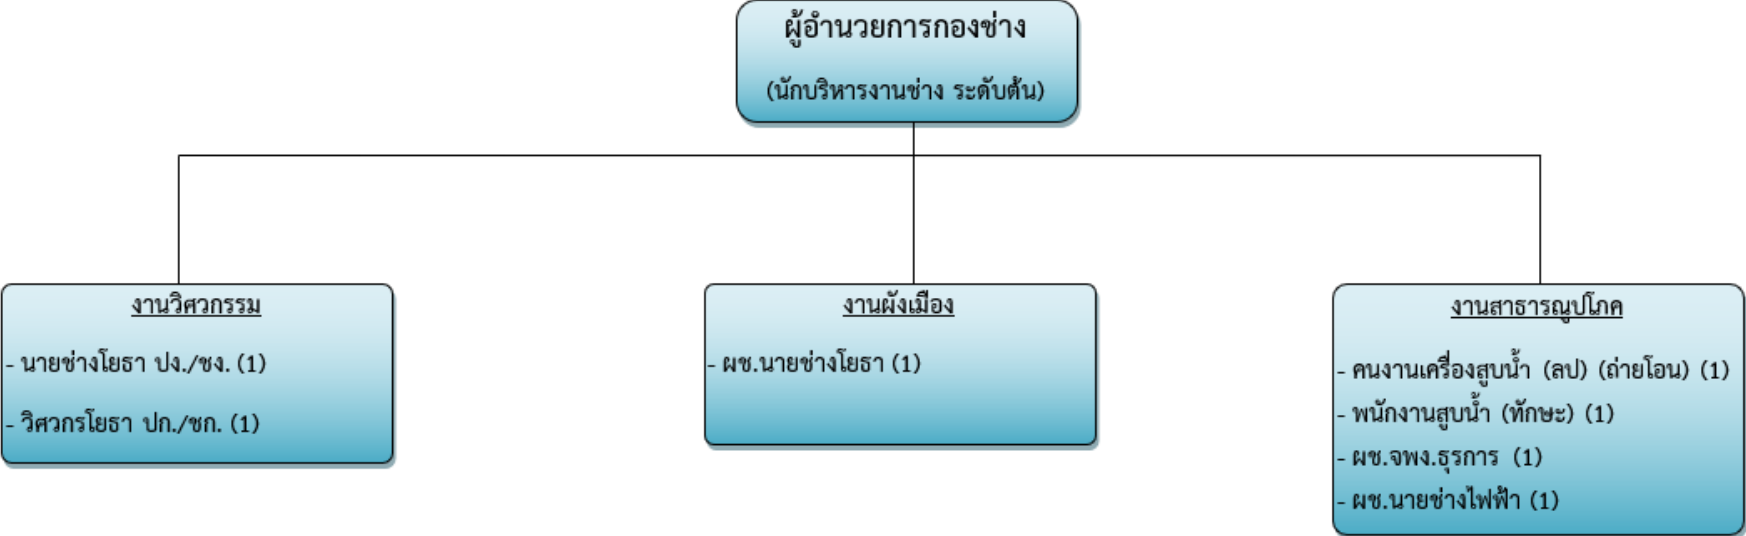 ผู้อำนวยการกองช่าง
(นักบริหารงานช่าง ระดับต้น)
งานวิศวกรรม
- นายช่างโยธา ปง./ชง. (1)
- วิศวกรโยธา ปก./ชก. (1)
งานผังเมือง
- ผช.นายช่างโยธา (1)
งานสาธารณูปโภค
- คนงานเครื่องสูบน้ำ (ลป) (ถ่ายโอน) (1)
- พนักงานสูบน้ำ (ทักษะ) (1)
- ผช.จพง.ธุรการ (1)
- ผช.นายช่างไฟฟ้า (1)